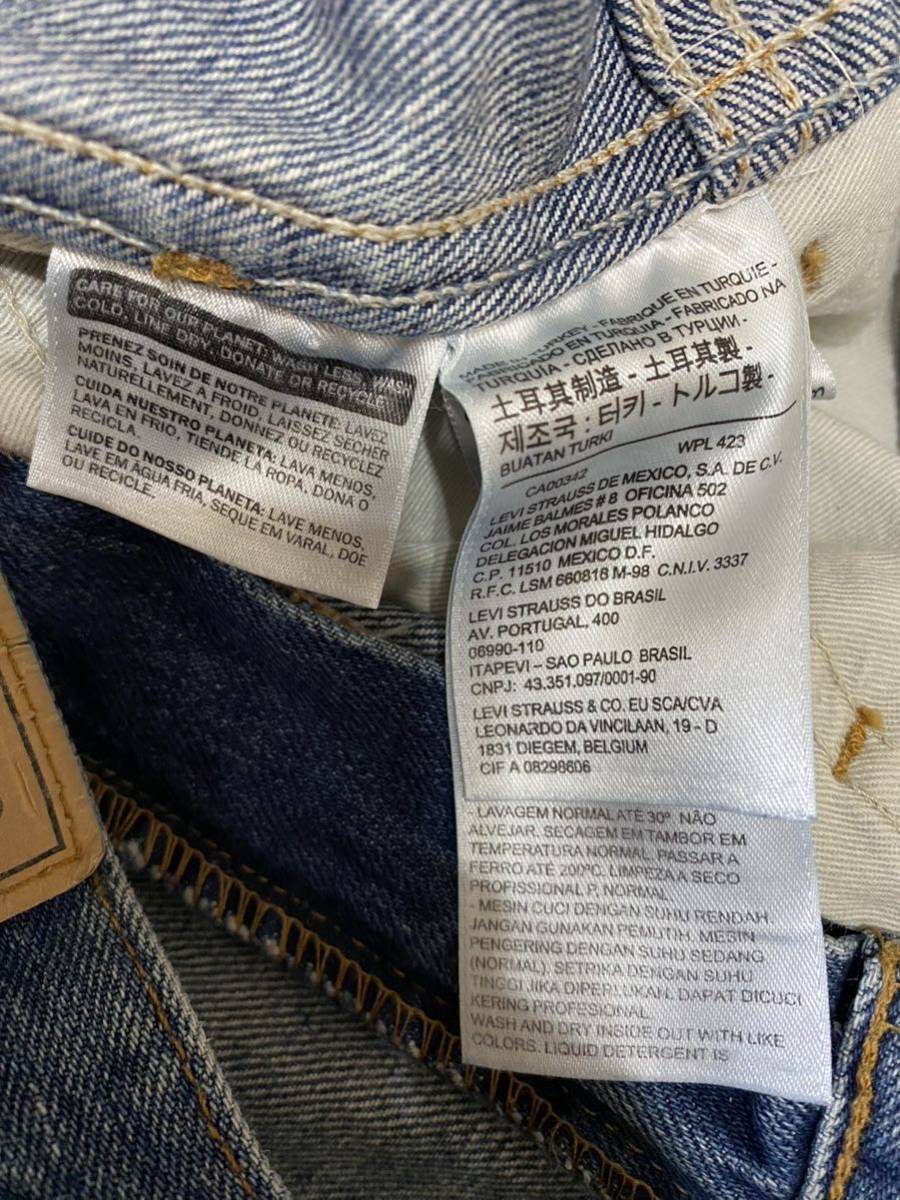 CARE FOR OUR PLANET: WASH LESS, WASH
COLD, LINE DRY, DONATE OR RECYCLE
PRENEZ SOIN DE NOTRE PLANÈTE: LAVEZ
MOINS, LAVEZ À FROID, LAISSEZ SÉCHER
NATURELLEMENT, DONNEZ OU RECYCLEZ
CUIDA NUESTRO PLANETA: LAVA MENOS,
LAVA EN FRIO, TIENDE LA ROPA, DONA O
RECICLA.
CUIDE DO NOSSO PLANETA: LAVE MENOS,
LAVE EM ÁGUA FRIA, SEQUE EM VARAL, DOE
OU RECICLE.
MADE IN TURKEY - FABRIQUE EN TURQUIE -
FABRICADO EN TURQUIA - FABRICADO NA
TURQUÍA - СДЕЛАНО В ТУРЦИИ -
土耳其制造 - 土耳其製 -
제조국 : 터키 - トルコ製 -
BUATAN TURKI
WPL 423
CA00342
LEVI STRAUSS DE MEXICO, S.A. DE C.V.
JAIME BALMES # 8 OFICINA 502
COL. LOS MORALES POLANCO
DELEGACION MIGUEL HIDALGO
C.P. 11510 MEXICO D.F.
R.F.C. LSM 660818 M-98 C.N.I.V. 3337
LEVI STRAUSS DO BRASIL
AV. PORTUGAL, 400
06990-110
ITAPEVI – SAO PAULO BRASIL
CNPJ: 43.351.097/0001-90
LEVI STRAUSS & CO. EU SCA/CVA
LEONARDO DA VINCILAAN, 19 - D
1831 DIEGEM, BELGIUM
CIF A 08298606
- LAVAGEM NORMAL ATÉ 30º. NÃO
ALVEJAR. SECAGEM EM TAMBOR EM
TEMPERATURA NORMAL. PASSAR A
FERRO ATÉ 200ºC. LIMPEZA A SECO
PROFISSIONAL P. NORMAL
- MESIN CUCI DENGAN SUHU RENDAH.
JANGAN GUNAKAN PEMUTIH. MESIN
PENGERING DENGAN SUHU SEDANG
(NORMAL). SETRIKA DENGAN SUHU
TINGGI JIKA DIPERLUKAN. DAPAT DICUCI
KERING PROFESIONAL.
WASH AND DRY INSIDE OUT WITH LIKE
COLORS. LIQUID DETERGENT IS